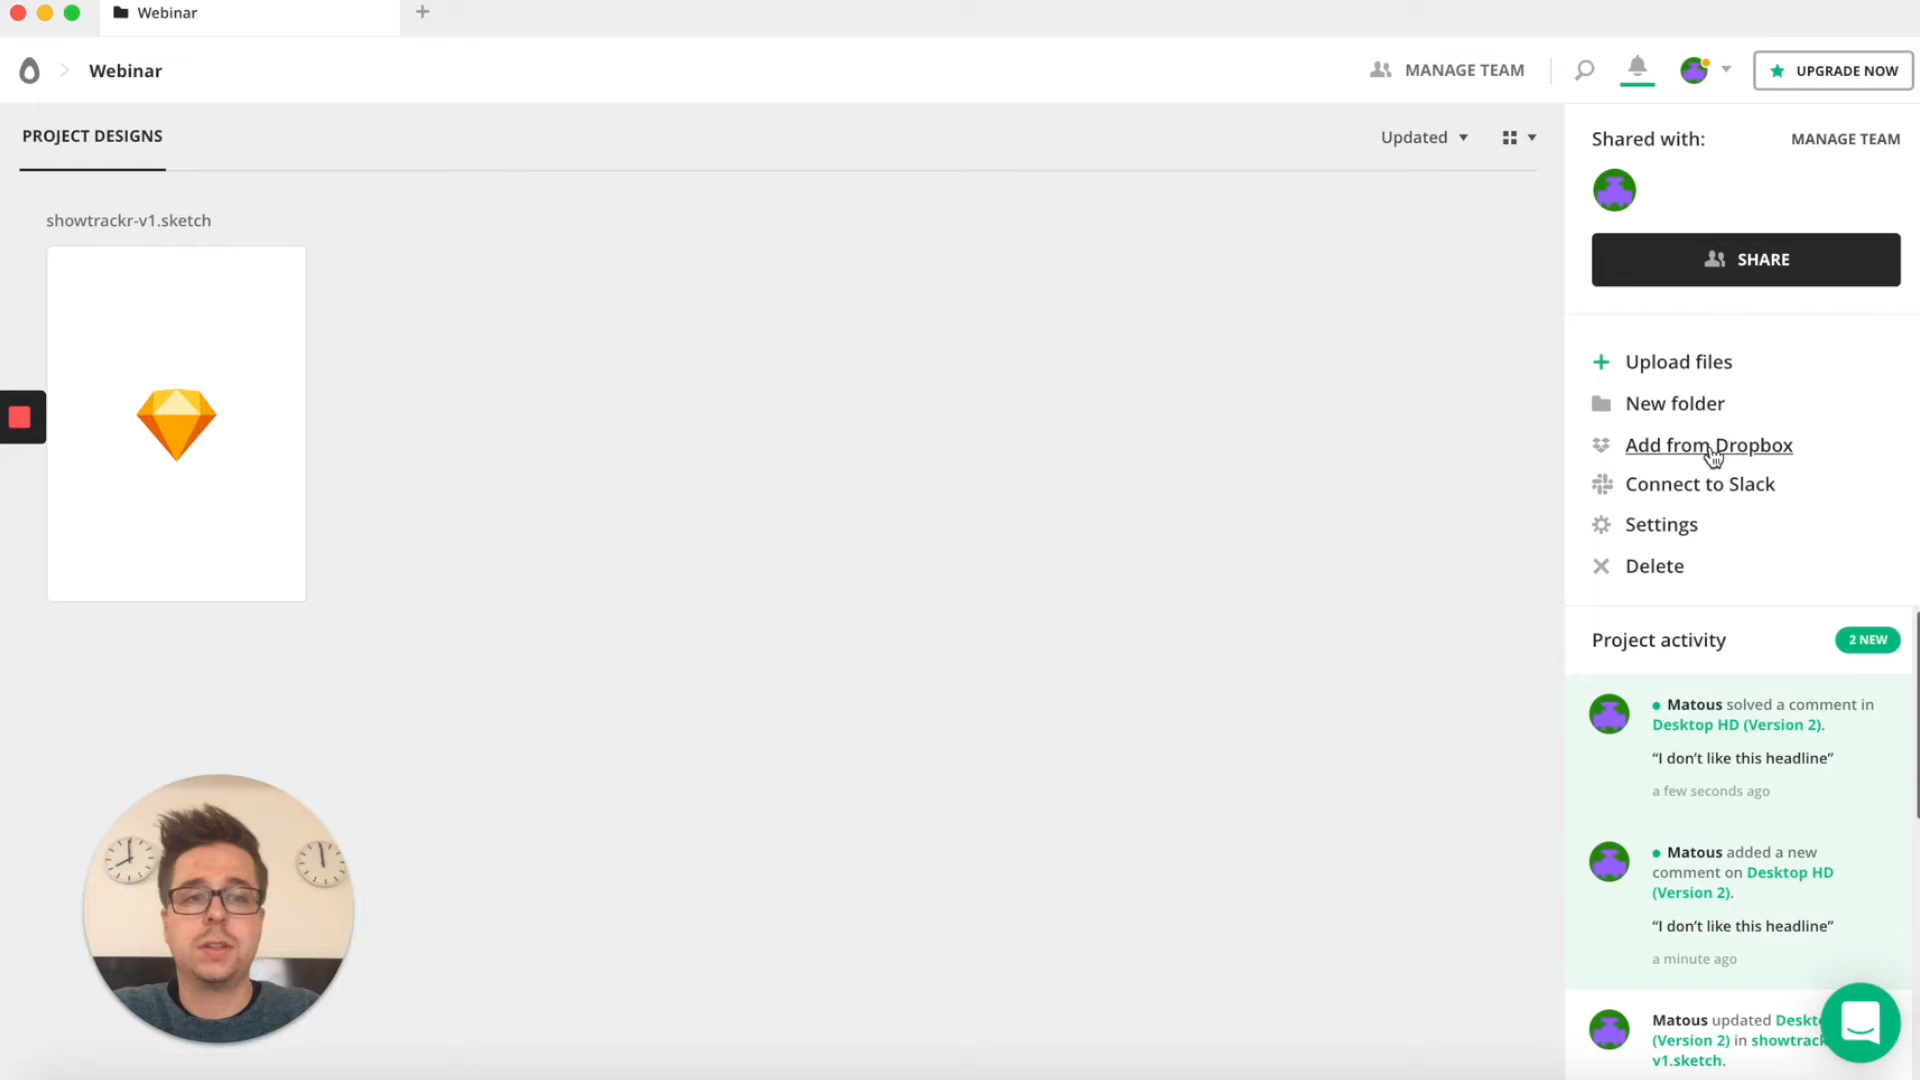 Webinar
Webinar
MANAGE TEAM
UPGRADE NOW
PROJECT DESIGNS
Updated
showtrackr-v1.sketch
Shared with:
MANAGE TEAM
SHARE
Upload files
New folder
Add from Dropbox
Connect to Slack
Settings
Delete
Project activity
2 NEW
Matous solved a comment in
Desktop HD (Version 2).
“I don’t like this headline”
a few seconds ago
Matous added a new
comment on Desktop HD
(Version 2).
“I don’t like this headline”
a minute ago
Matous updated
(Version 2) in
v1.sketch.